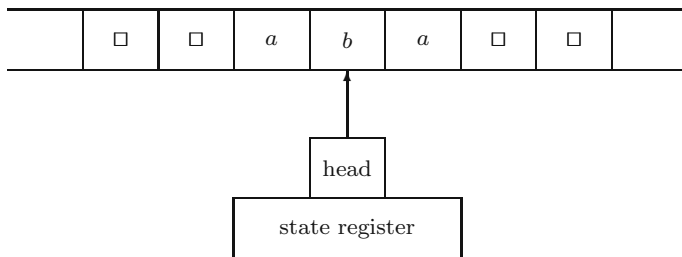 □ □ a b a □ □
head
state register